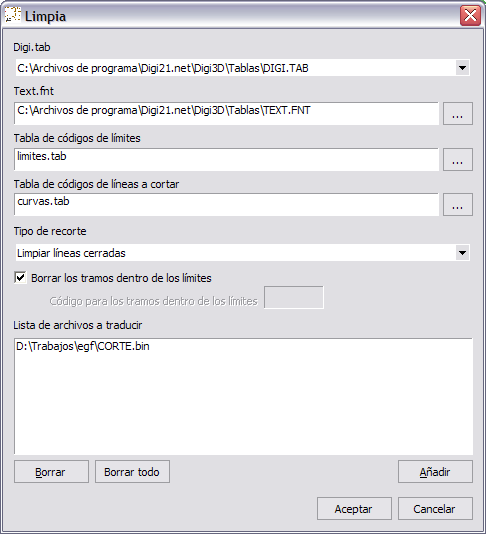 Limpia
Digi.tab
C:\Archivos de programa\Digi21.net\Digi3D\Tablas\DIGI.TAB
Text.fnt
C:\Archivos de programa\Digi21.net\Digi3D\Tablas\TEXT.FNT
...
Tabla de códigos de límites
limites.tab
...
Tabla de códigos de líneas a cortar
curvas.tab
...
Tipo de recorte
Limpiar líneas cerradas
Borrar los tramos dentro de los límites
Código para los tramos dentro de los límites
Lista de archivos a traducir
D:\Trabajos\egf\CORTE.bin
Borrar
Borrar todo
Añadir
Aceptar
Cancelar